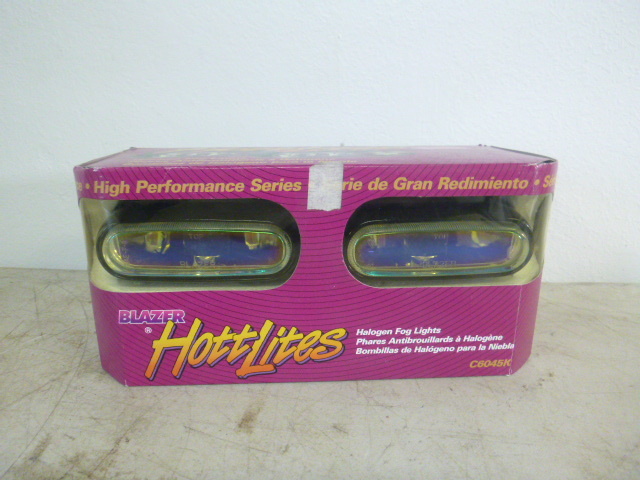 • High Performance Series rie de Gran Redimiento •
BLAZER
®
HottLites
Halogen Fog Lights
Phares Antibrouillards à Halogène
Bombillas de Halógeno para la Niebla
C6045K